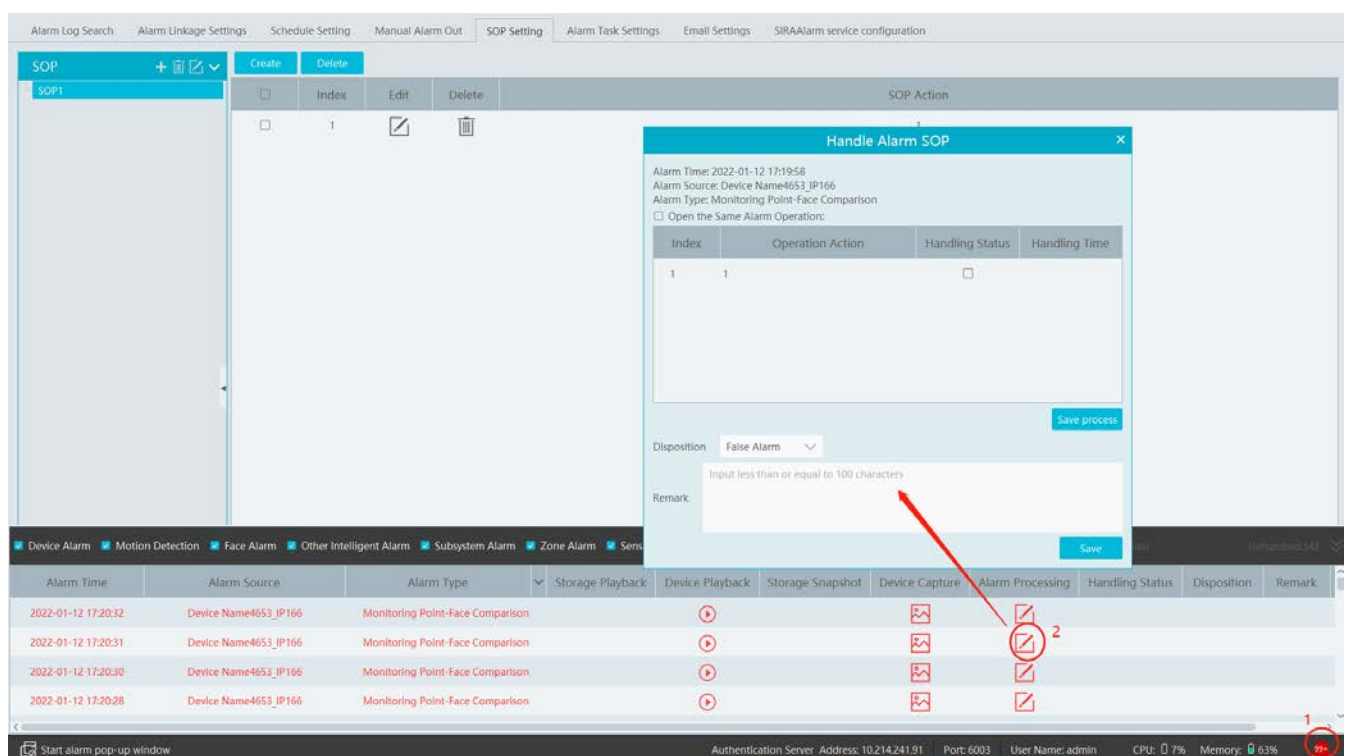 Alarm Log Search Alarm Linkage Settings Schedule Setting Manual Alarm Out SOP Setting Alarm Task Settings Email Settings SIRAAlarm service configuration
SOP Create Delete
SOP1
Index Edit Delete SOP Action
1 1
Handle Alarm SOP
Alarm Time: 2022-01-12 17:19:58
Alarm Source: Device Name4653_IP166
Alarm Type: Monitoring Point-Face Comparison
Open the Same Alarm Operation:
Index Operation Action Handling Status Handling Time
1 1
Save process
Disposition False Alarm
Input less than or equal to 100 characters
Remark
Save
Device Alarm Motion Detection Face Alarm Other Intelligent Alarm Subsystem Alarm Zone Alarm Sens
Alarm Time Alarm Source Alarm Type Storage Playback Device Playback Storage Snapshot Device Capture Alarm Processing Handling Status Disposition Remark
2022-01-12 17:20:32 Device Name4653_IP166 Monitoring Point-Face Comparison
2022-01-12 17:20:31 Device Name4653_IP166 Monitoring Point-Face Comparison 2
2022-01-12 17:20:30 Device Name4653_IP166 Monitoring Point-Face Comparison
2022-01-12 17:20:28 Device Name4653_IP166 Monitoring Point-Face Comparison
1
Start alarm pop-up window Authentication Server Address: 10.214.241.91 Port: 6003 User Name: admin CPU: 7% Memory: 63% 99+